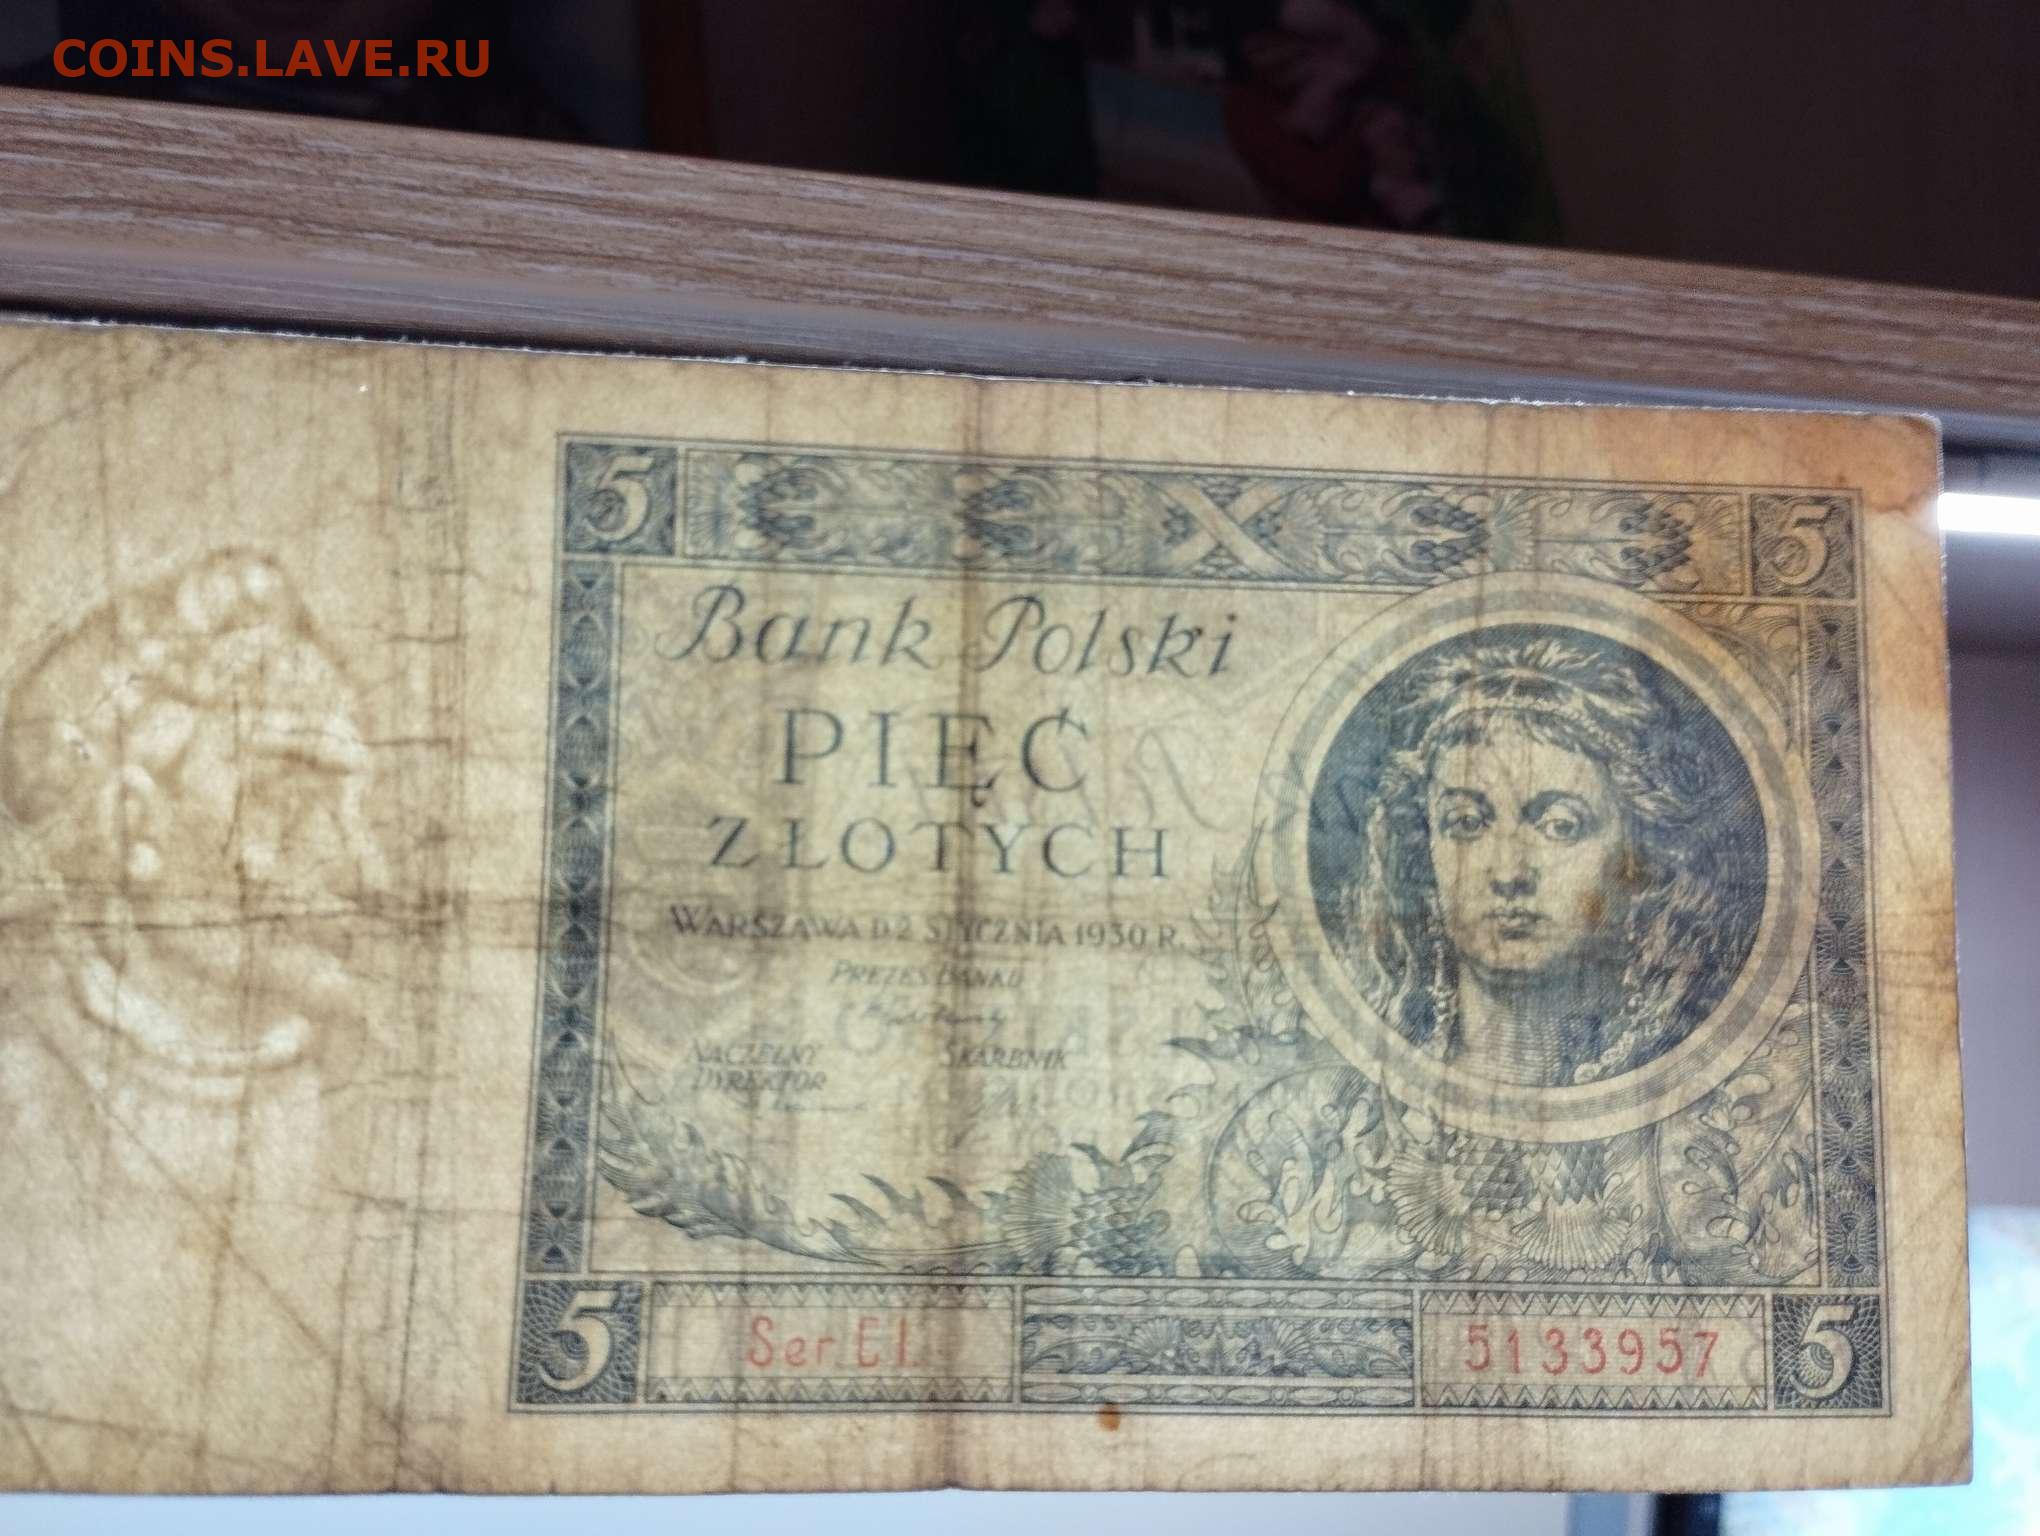 COINS.LAVE.RU
5 5
Bank Polski
PIĘĆ
ZŁOTYCH
WARSZAWA D. 2 STYCZNIA 1930 R.
PREZES BANKU
NACZELNY SKARBNIK
DYREKTOR
5 Ser. E I. 5133957 5